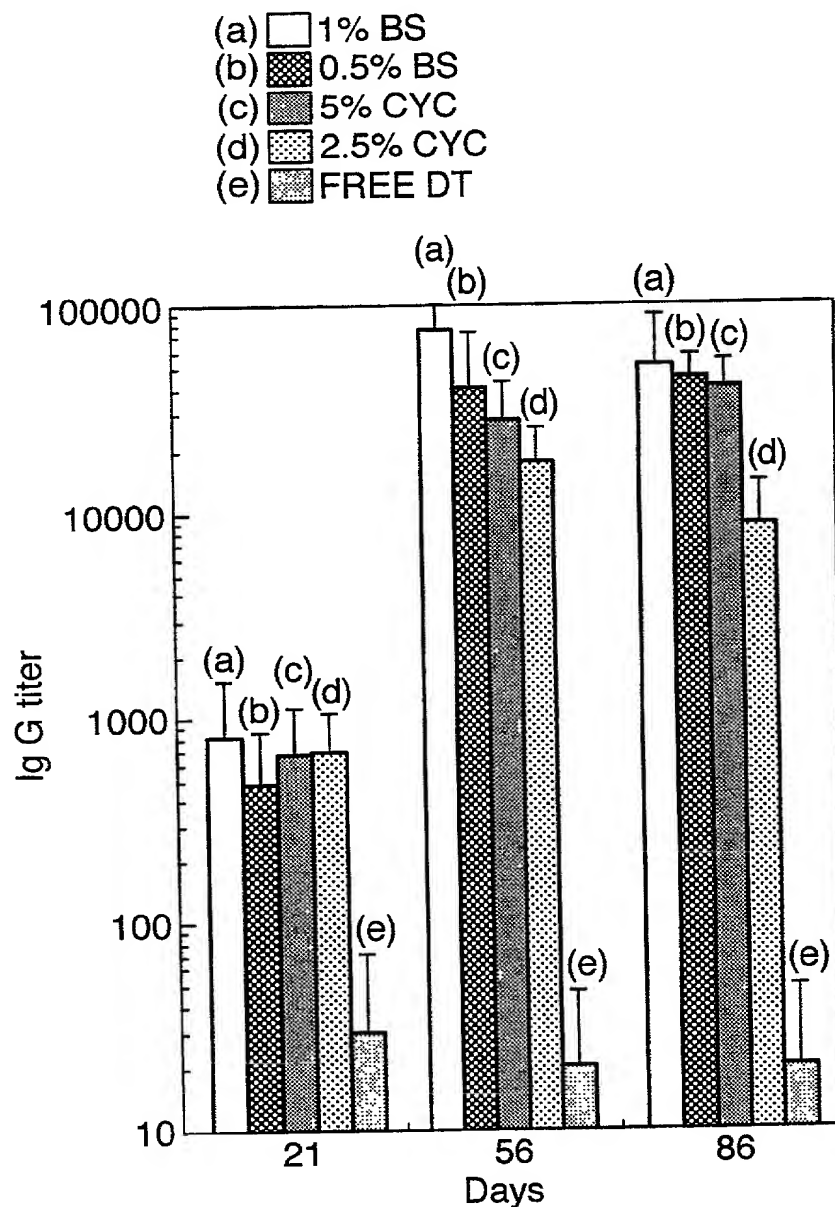 (a) 1% BS
(b) 0.5% BS
(c) 5% CYC
(d) 2.5% CYC
(e) FREE DT
(a)
(b)
(c)
(d)
(a)
(b)
(c)
(d)
100000
10000
1000
100
10
(a)
(b)
(c)
(d)
(e)
(e)
(e)
Ig G titer
21
56
86
Days